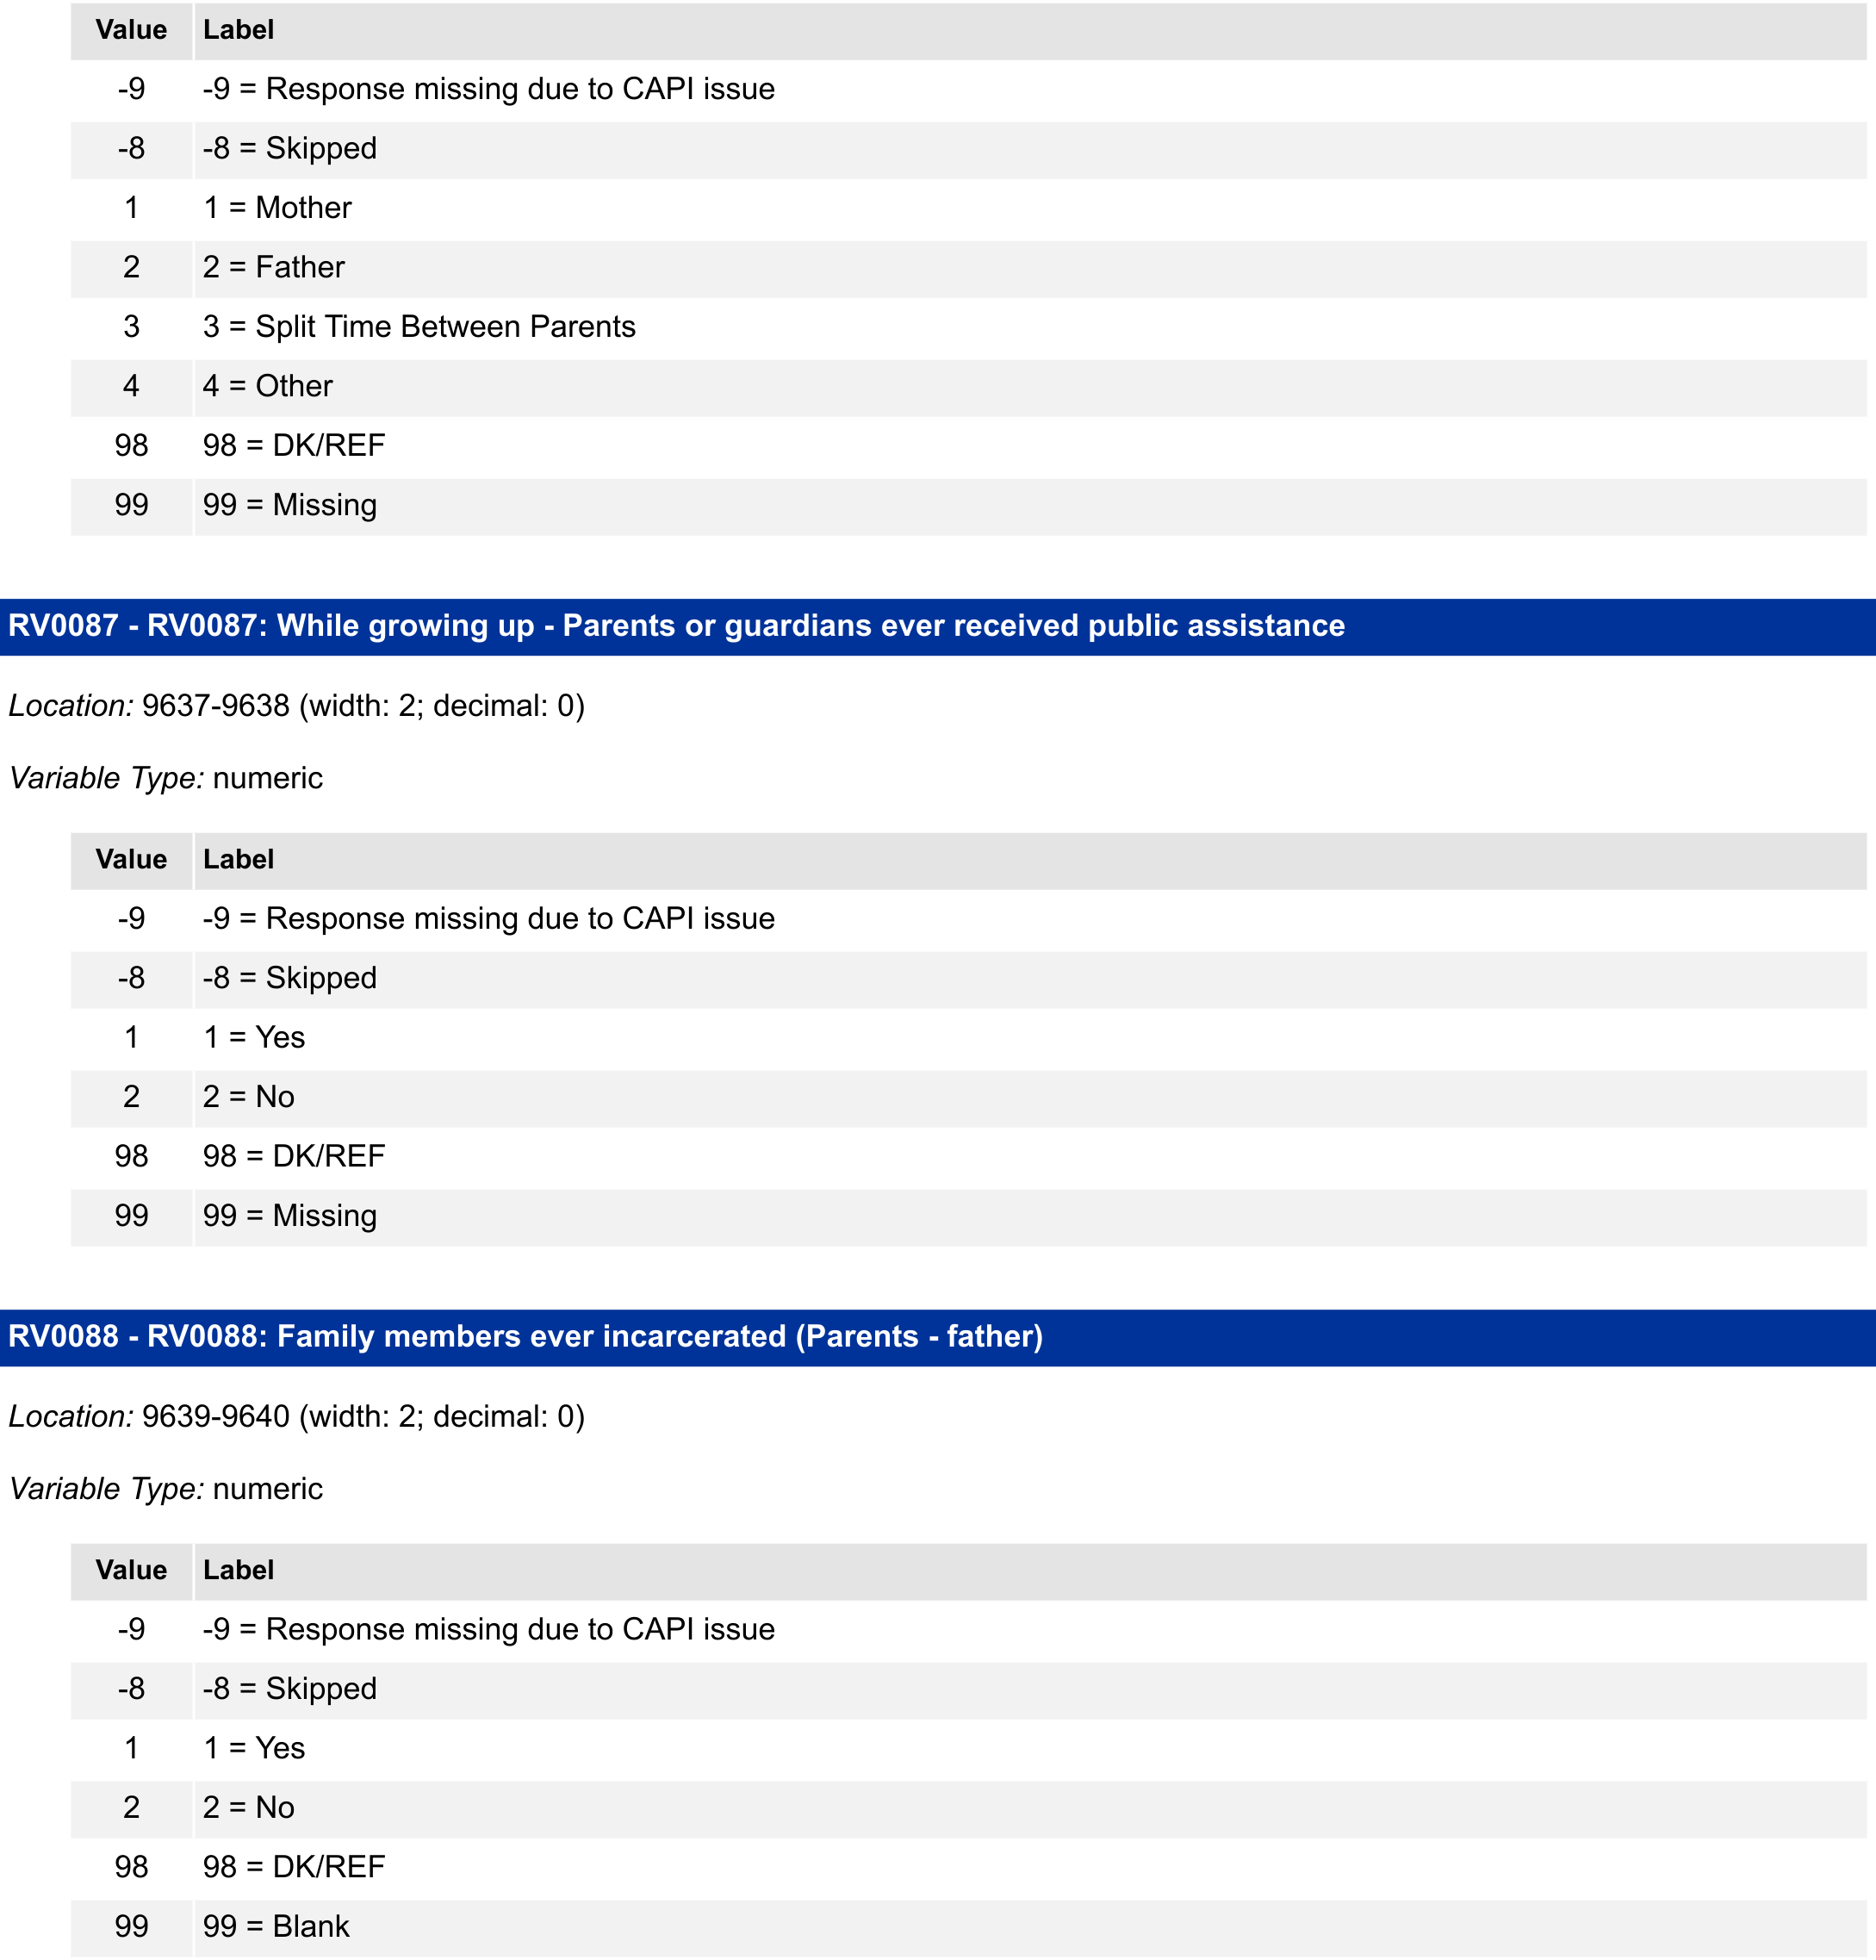 Value Label
-9 -9 = Response missing due to CAPI issue
-8 -8 = Skipped
1 1 = Mother
2 2 = Father
3 3 = Split Time Between Parents
4 4 = Other
98 98 = DK/REF
99 99 = Missing
RV0087 - RV0087: While growing up - Parents or guardians ever received public assistance
Location: 9637-9638 (width: 2; decimal: 0)
Variable Type: numeric
Value Label
-9 -9 = Response missing due to CAPI issue
-8 -8 = Skipped
1 1 = Yes
2 2 = No
98 98 = DK/REF
99 99 = Missing
RV0088 - RV0088: Family members ever incarcerated (Parents - father)
Location: 9639-9640 (width: 2; decimal: 0)
Variable Type: numeric
Value Label
-9 -9 = Response missing due to CAPI issue
-8 -8 = Skipped
1 1 = Yes
2 2 = No
98 98 = DK/REF
99 99 = Blank